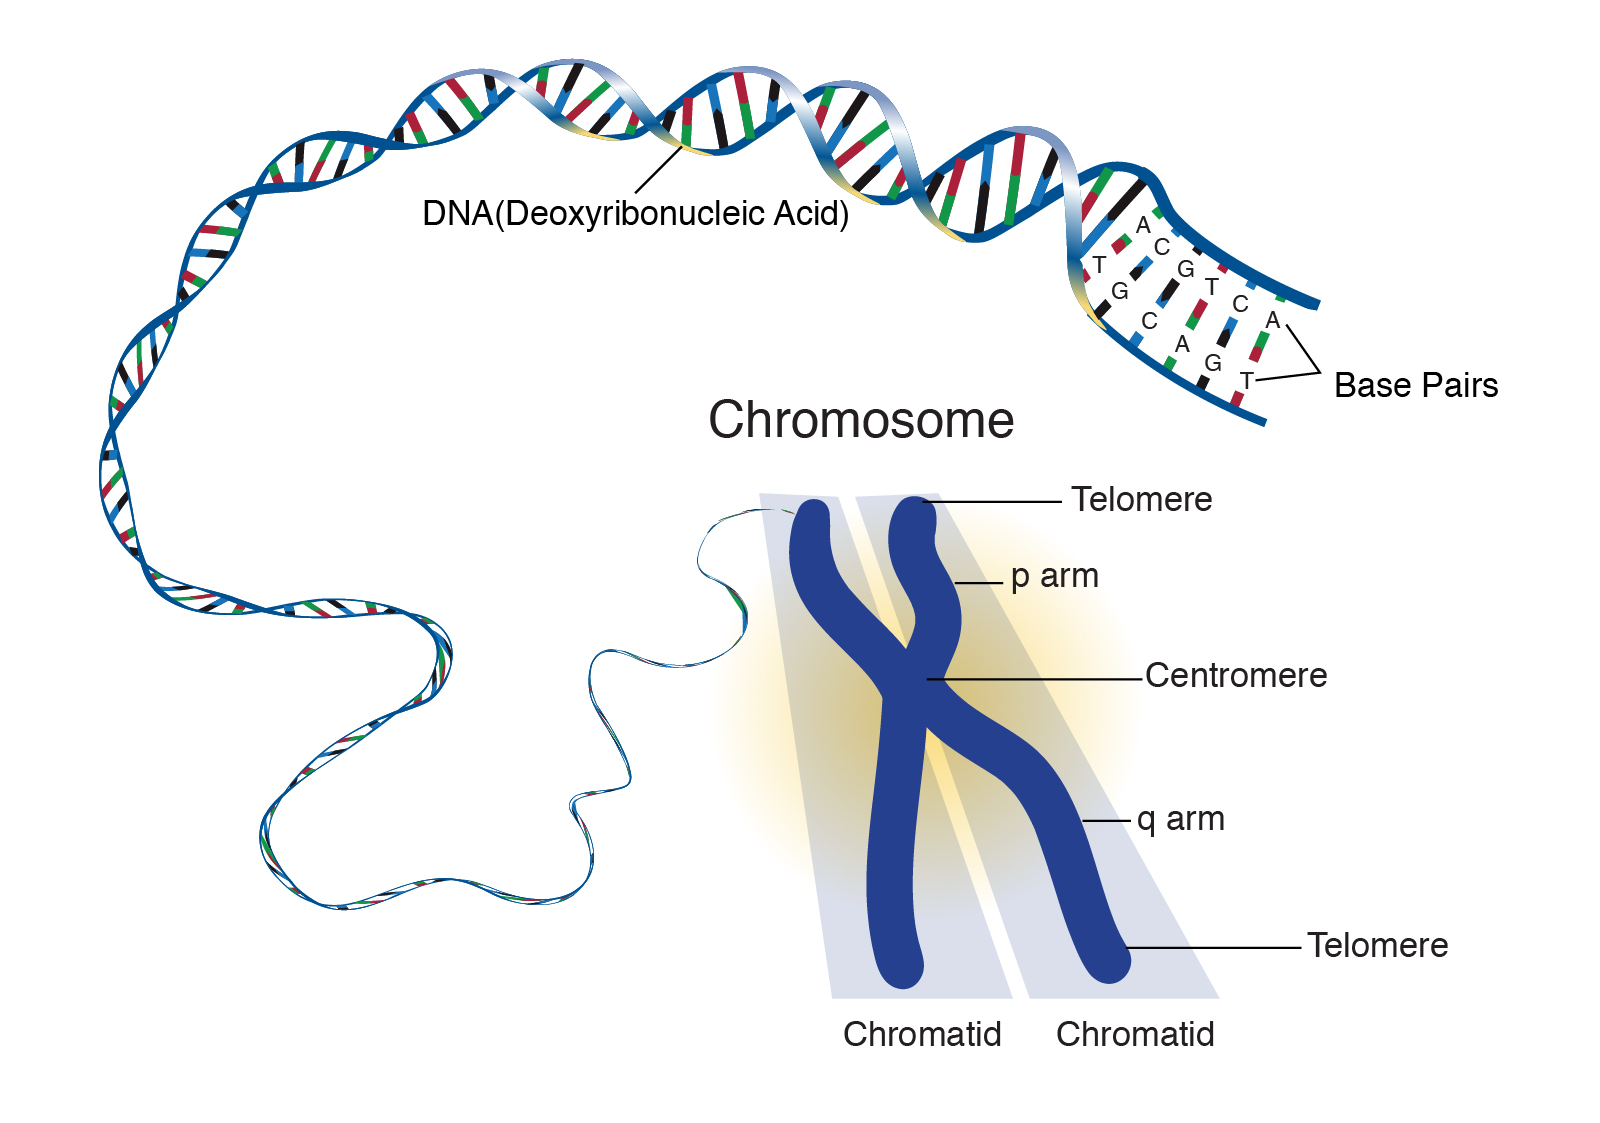 DNA(Deoxyribonucleic Acid)
A
C
G
T
C
A
T
G
C
A
G
T
Base Pairs
Chromosome
Telomere
p arm
Centromere
q arm
Telomere
Chromatid
Chromatid